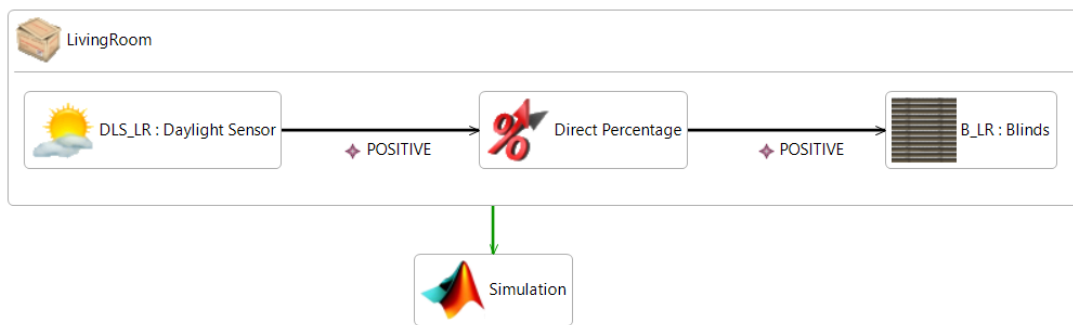 LivingRoom
DLS_LR : Daylight Sensor
POSITIVE
Direct Percentage
POSITIVE
B_LR : Blinds
Simulation